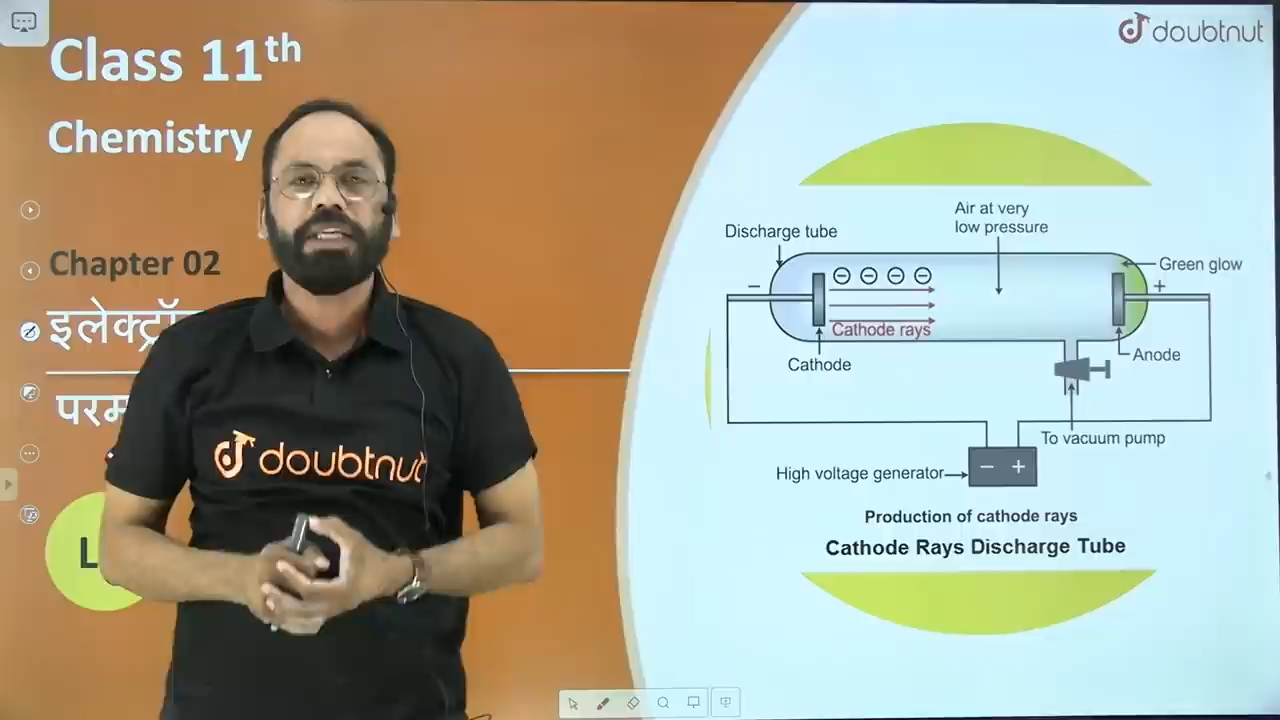 Class 11th
Chemistry
Chapter 02
doubtnut
doubtnut
Air at very
low pressure
Discharge tube
Green glow
−
+
Cathode rays
Cathode
Anode
To vacuum pump
High voltage generator
− +
Production of cathode rays
Cathode Rays Discharge Tube